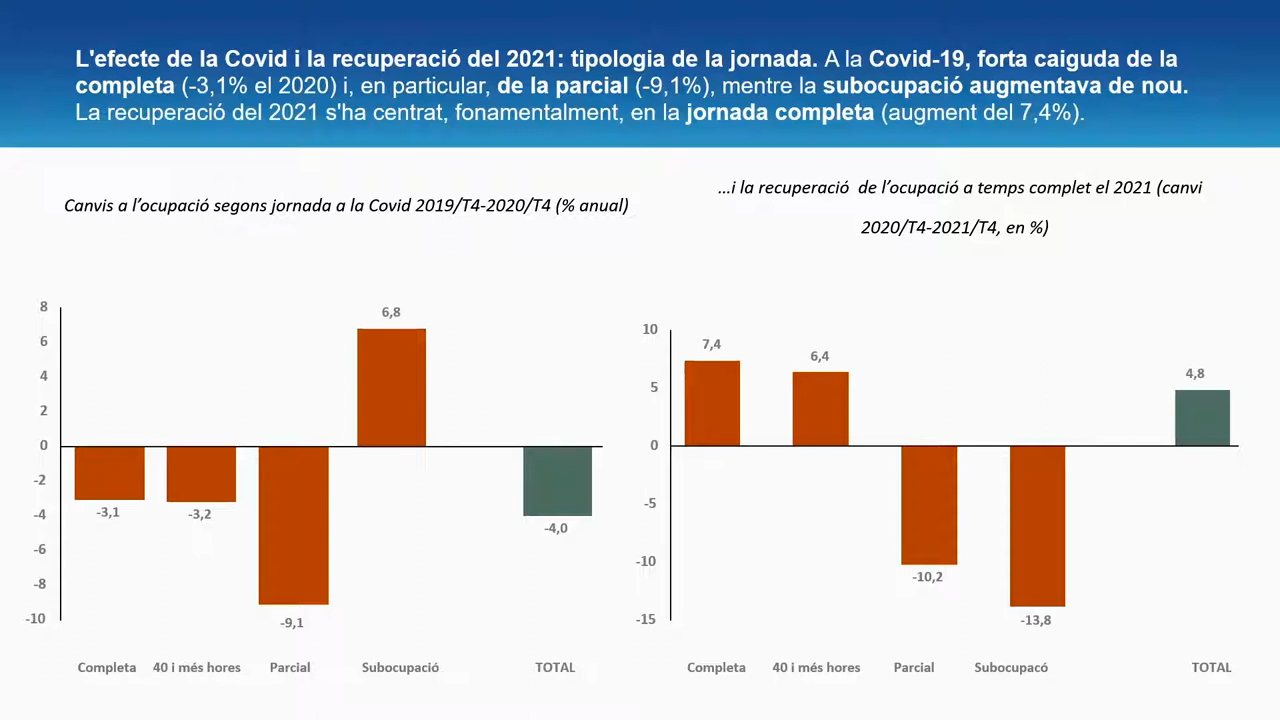 L'efecte de la Covid i la recuperació del 2021: tipologia de la jornada. A la Covid-19, forta caiguda de la
completa (-3,1% el 2020) i, en particular, de la parcial (-9,1%), mentre la subocupació augmentava de nou.
La recuperació del 2021 s'ha centrat, fonamentalment, en la jornada completa (augment del 7,4%).
Canvis a l'ocupació segons jornada a la Covid 2019/T4-2020/T4 (% anual)
8
6
4
2
0
-2
-4
-6
-8
-10
6,8
-3,1
-3,2
-9,1
-4,0
Completa
40 i més hores
Parcial
Subocupació
TOTAL
...i la recuperació de l'ocupació a temps complet el 2021 (canvi
2020/T4-2021/T4, en %)
10
5
0
-5
-10
-15
7,4
6,4
-10,2
-13,8
4,8
Completa
40 i més hores
Parcial
Subocupacó
TOTAL